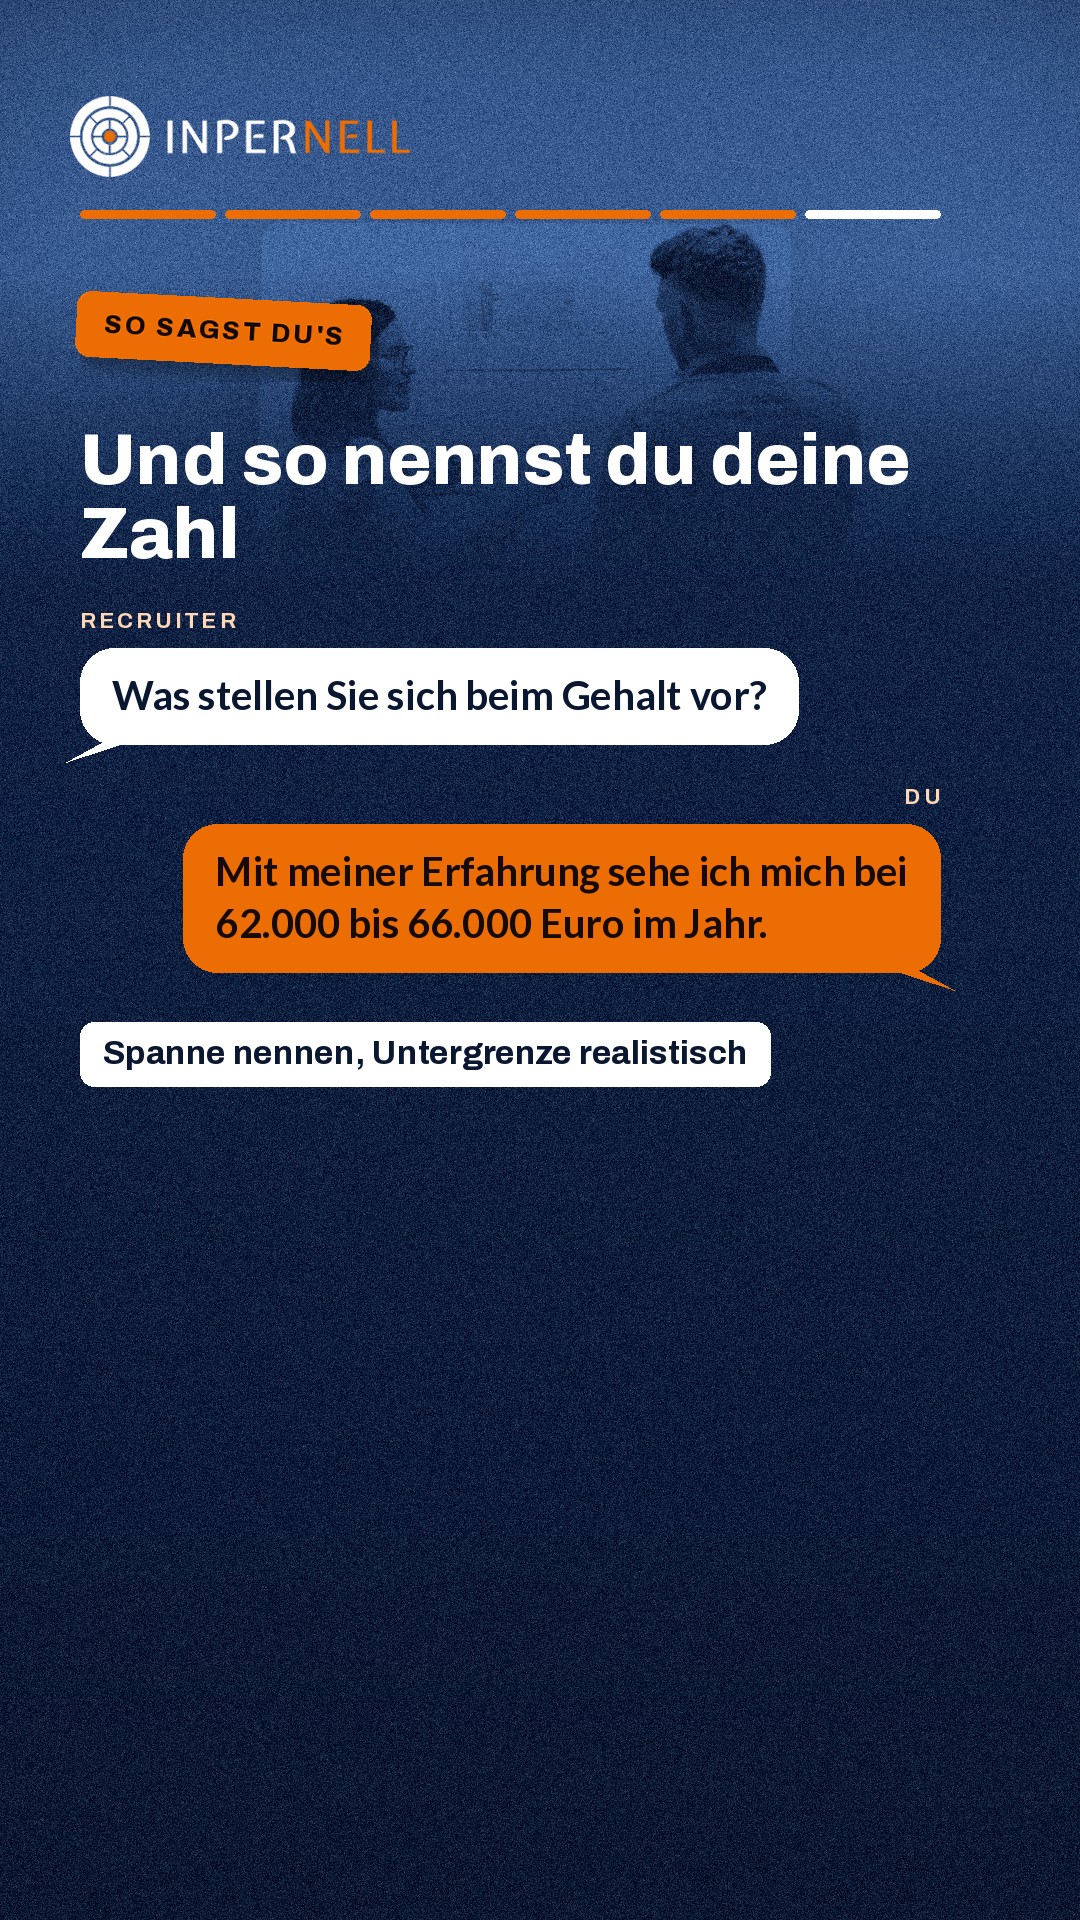 INPERNELL
SO SAGST DU'S
Und so nennst du deine
Zahl
RECRUITER
Was stellen Sie sich beim Gehalt vor?
DU
Mit meiner Erfahrung sehe ich mich bei
62.000 bis 66.000 Euro im Jahr.
Spanne nennen, Untergrenze realistisch